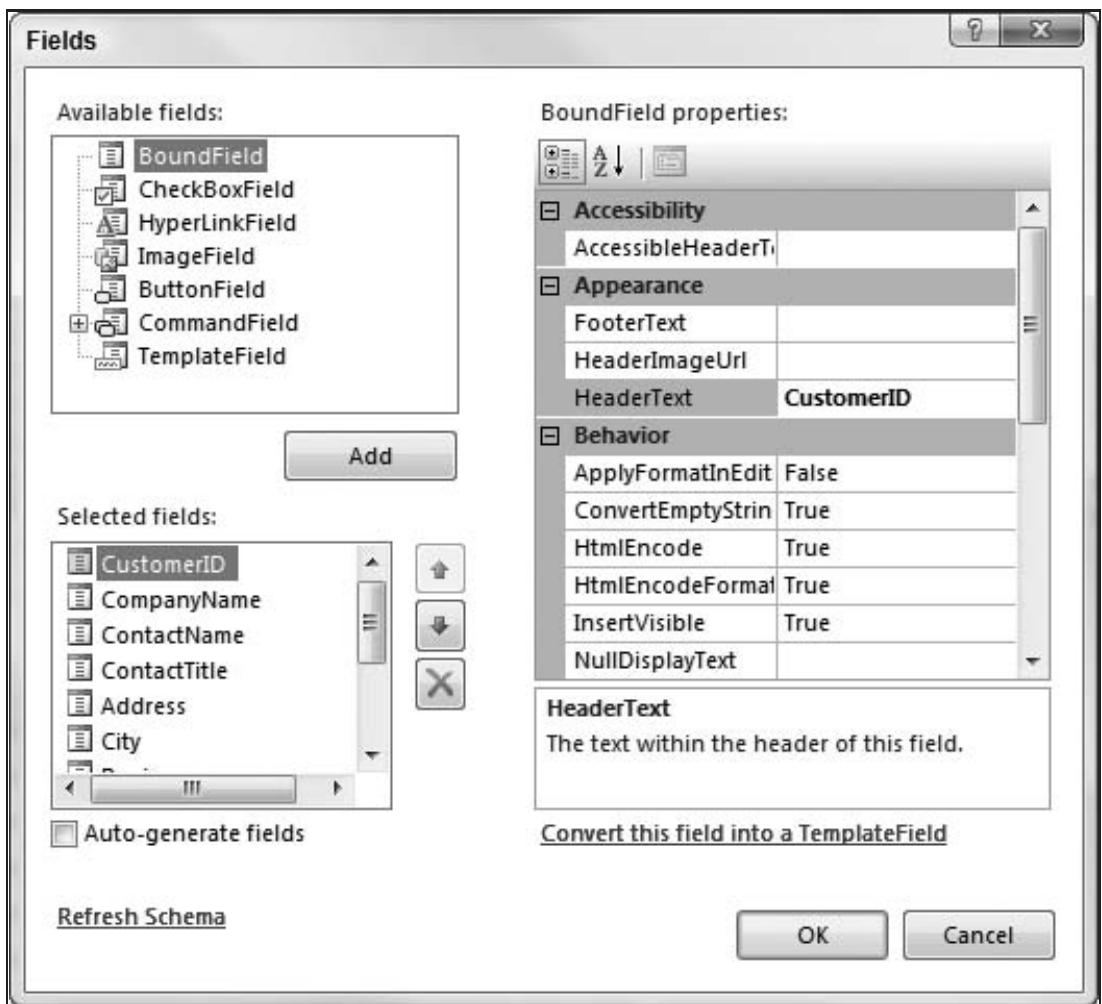 Fields
Available fields:
BoundField
CheckBoxField
HyperLinkField
ImageField
ButtonField
CommandField
TemplateField
Add
Selected fields:
CustomerID
CompanyName
ContactName
ContactTitle
Address
City
Auto-generate fields
Refresh Schema
BoundField properties:
Accessibility
AccessibleHeaderT
Appearance
FooterText
HeaderImageUrl
HeaderText CustomerID
Behavior
ApplyFormatInEdit False
ConvertEmptyStrin True
HtmlEncode True
HtmlEncodeFormat True
InsertVisible True
NullDisplayText
HeaderText
The text within the header of this field.
Convert this field into a TemplateField
OK Cancel